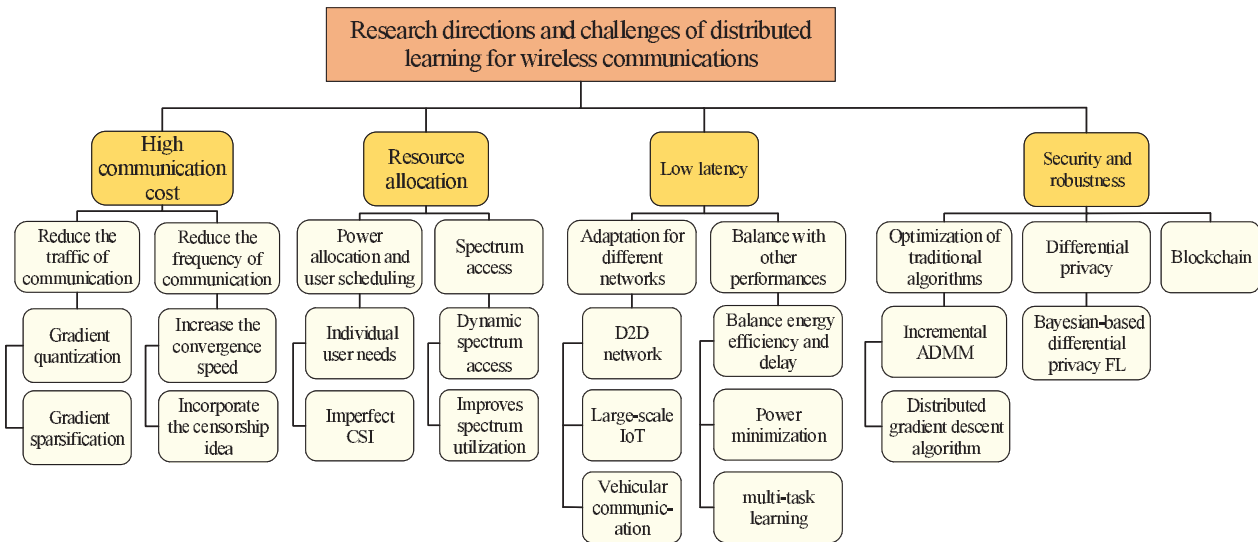 Research directions and challenges of distributed
learning for wireless communications
High
communication
cost
Resource
allocation
Low latency
Security and
robustness
Reduce the
traffic of
communication
Reduce the
frequency of
communication
Power
allocation and
user scheduling
Spectrum
access
Adaptation for
different
networks
Balance with
other
performances
Optimization of
traditional
algorithms
Differential
privacy
Blockchain
Gradient
quantization
Increase the
convergence
speed
Individual
user needs
Dynamic
spectrum
access
D2D
network
Balance energy
efficiency and
delay
Incremental
ADMM
Bayesian-based
differential
privacy FL
Gradient
sparsification
Incorporate
the censorship
idea
Imperfect
CSI
Improves
spectrum
utilization
Large-scale
IoT
Power
minimization
Distributed
gradient descent
algorithm
Vehicular
communic-
ation
multi-task
learning